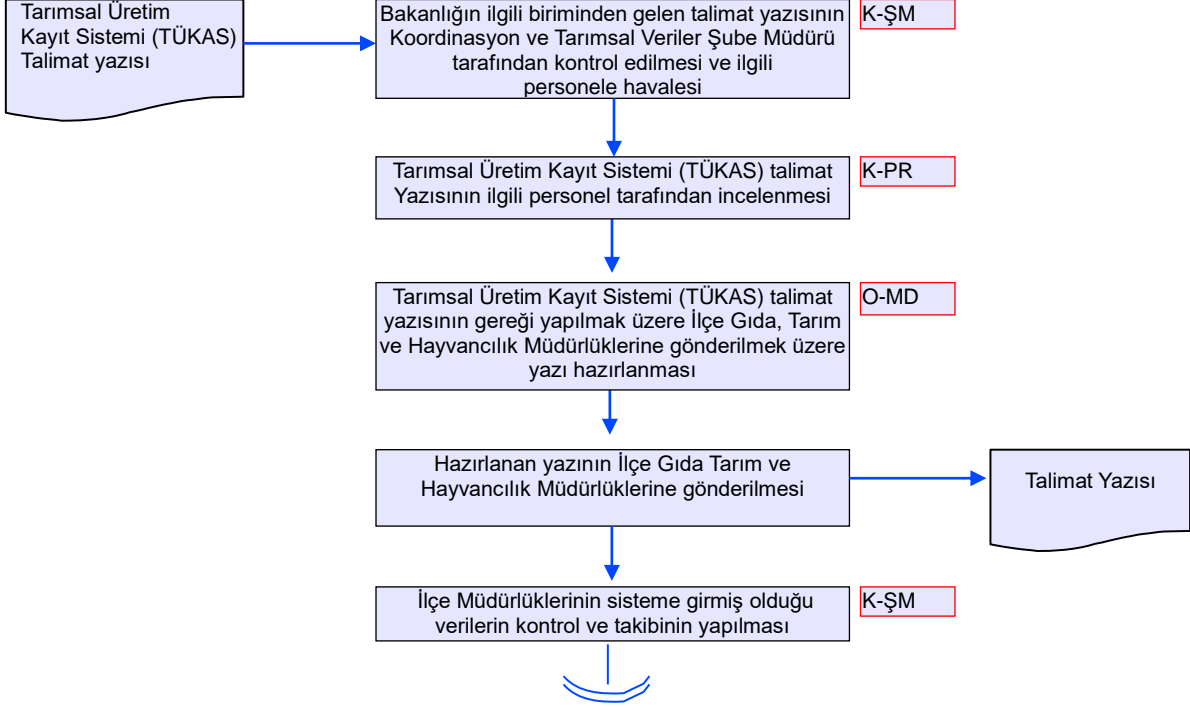 Tarımsal Üretim
Kayıt Sistemi (TÜKAS)
Talimat yazısı
Bakanlığın ilgili biriminden gelen talimat yazısının
Koordinasyon ve Tarımsal Veriler Şube Müdürü
tarafından kontrol edilmesi ve ilgili
personele havalesi
K-ŞM
Tarımsal Üretim Kayıt Sistemi (TÜKAS) talimat
Yazısının ilgili personel tarafından incelenmesi
K-PR
Tarımsal Üretim Kayıt Sistemi (TÜKAS) talimat
yazısının gereği yapılmak üzere İlçe Gıda, Tarım
ve Hayvancılık Müdürlüklerine gönderilmek üzere
yazı hazırlanması
O-MD
Hazırlanan yazının İlçe Gıda Tarım ve
Hayvancılık Müdürlüklerine gönderilmesi
Talimat Yazısı
İlçe Müdürlüklerinin sisteme girmiş olduğu
verilerin kontrol ve takibinin yapılması
K-ŞM